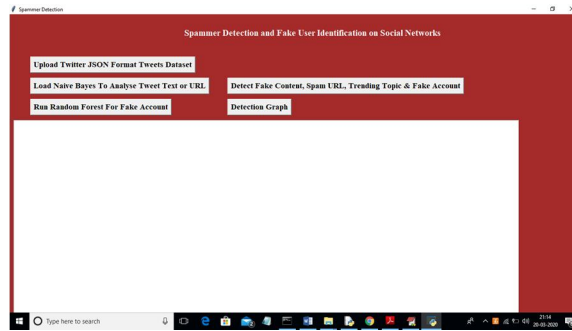 Spammer Detection
Spammer Detection and Fake User Identification on Social Networks
Upload Twitter JSON Format Tweets Dataset
Load Naive Bayes To Analyse Tweet Text or URL
Detect Fake Content, Spam URL, Trending Topic & Fake Account
Run Random Forest For Fake Account
Detection Graph
Type here to search
21:14
20-03-2020